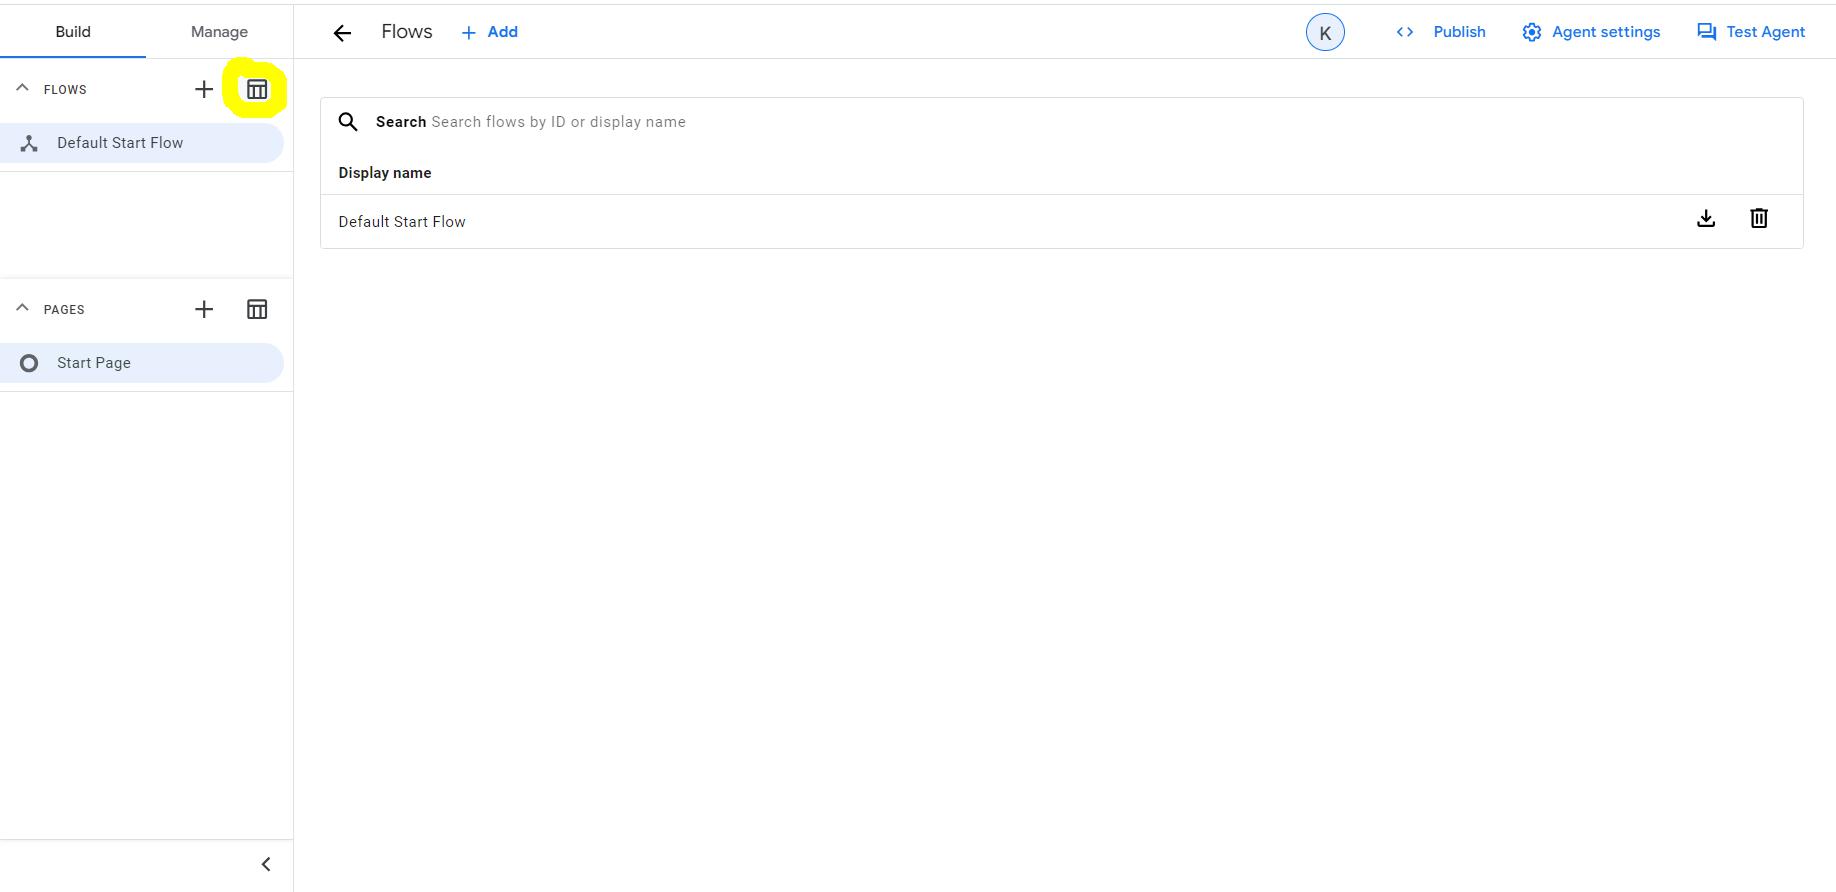 Build
Manage
Flows
Add
K
Publish
Agent settings
Test Agent
FLOWS
Default Start Flow
Search Search flows by ID or display name
Display name
Default Start Flow
PAGES
Start Page